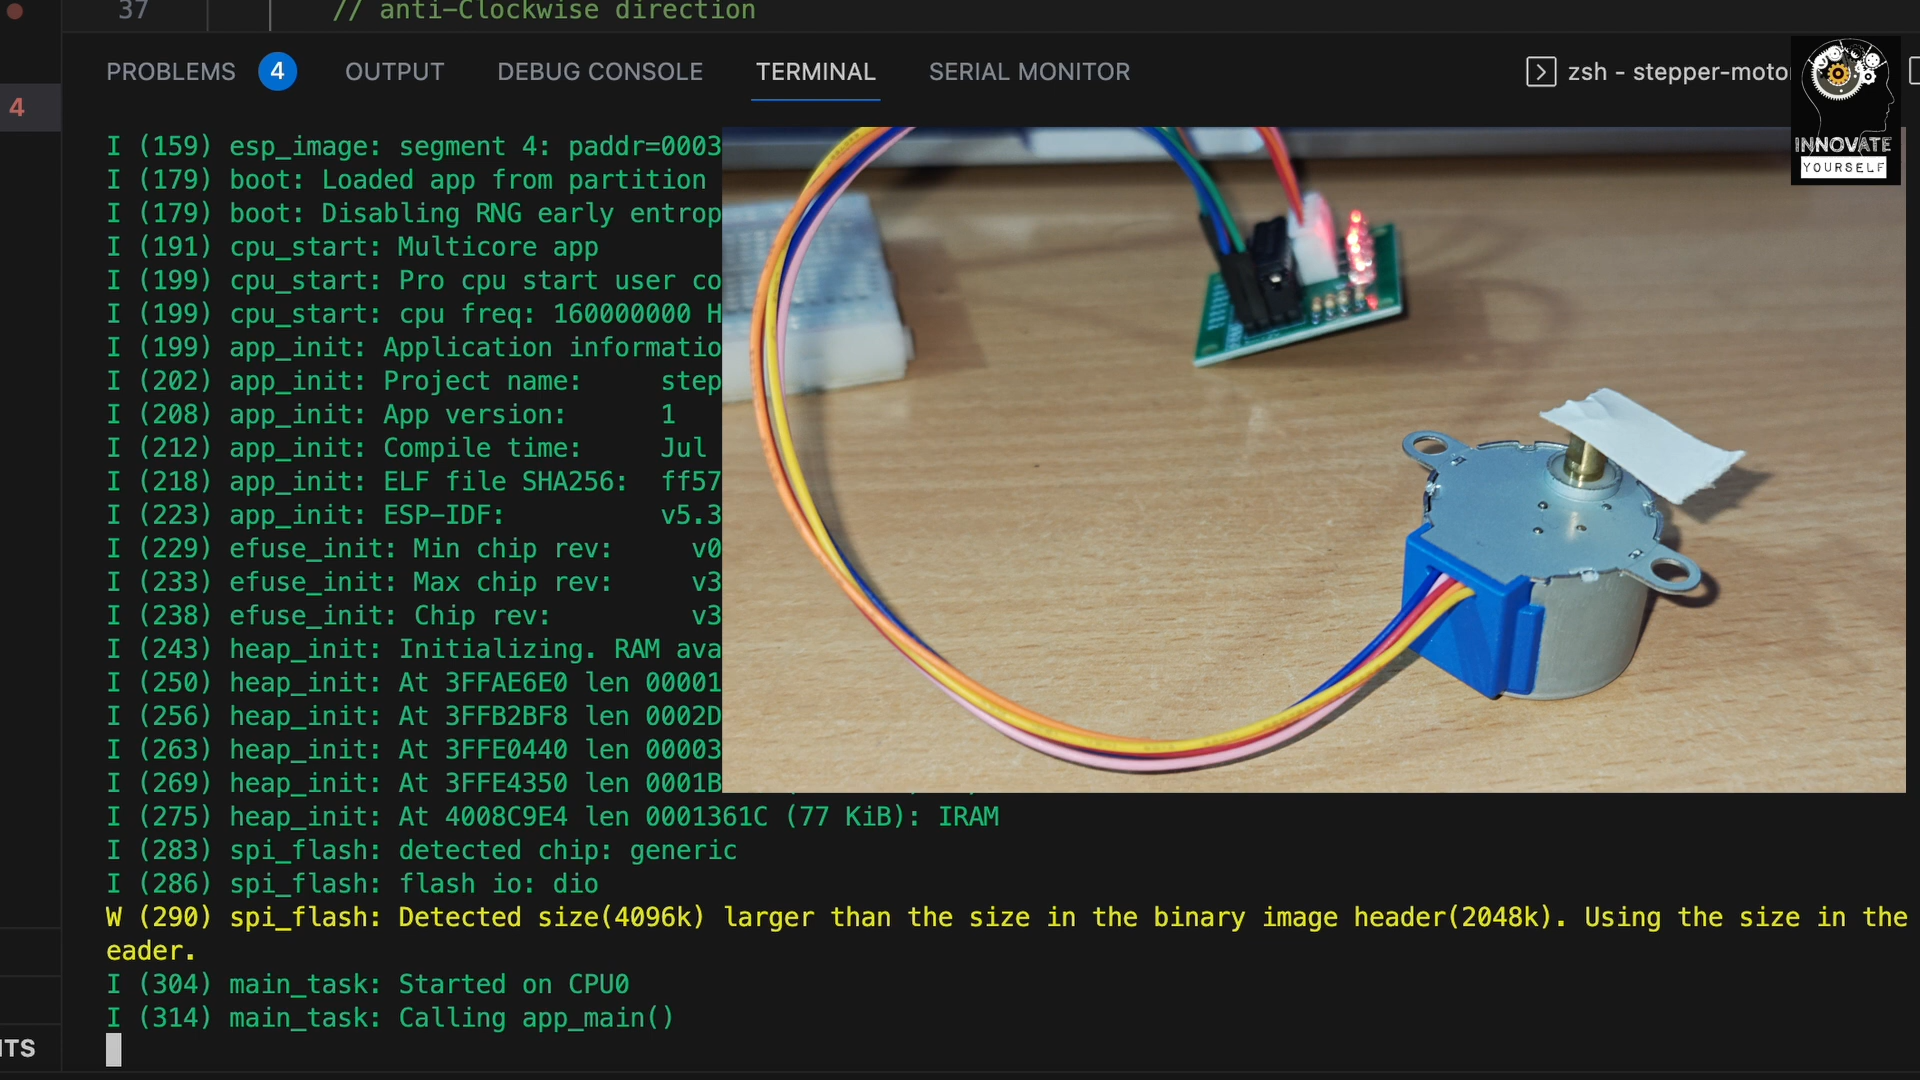 37 // anti-Clockwise direction
PROBLEMS 4 OUTPUT DEBUG CONSOLE TERMINAL SERIAL MONITOR zsh - stepper-moto
4
INNOVATE
YOURSELF
I (159) esp_image: segment 4: paddr=0003
I (179) boot: Loaded app from partition
I (179) boot: Disabling RNG early entrop
I (191) cpu_start: Multicore app
I (199) cpu_start: Pro cpu start user co
I (199) cpu_start: cpu freq: 160000000 H
I (199) app_init: Application informatio
I (202) app_init: Project name: step
I (208) app_init: App version: 1
I (212) app_init: Compile time: Jul
I (218) app_init: ELF file SHA256: ff57
I (223) app_init: ESP-IDF: v5.3
I (229) efuse_init: Min chip rev: v0
I (233) efuse_init: Max chip rev: v3
I (238) efuse_init: Chip rev: v3
I (243) heap_init: Initializing. RAM ava
I (250) heap_init: At 3FFAE6E0 len 00001
I (256) heap_init: At 3FFB2BF8 len 0002D
I (263) heap_init: At 3FFE0440 len 00003
I (269) heap_init: At 3FFE4350 len 0001B
I (275) heap_init: At 4008C9E4 len 0001361C (77 KiB): IRAM
I (283) spi_flash: detected chip: generic
I (286) spi_flash: flash io: dio
W (290) spi_flash: Detected size(4096k) larger than the size in the binary image header(2048k). Using the size in the
eader.
I (304) main_task: Started on CPU0
I (314) main_task: Calling app_main()
ITS